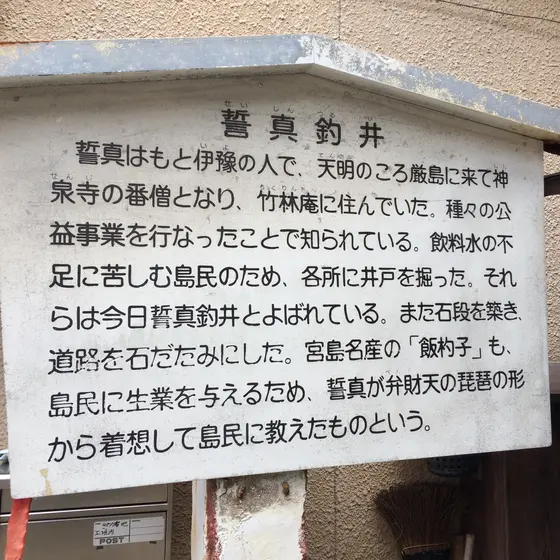 誓真釣井
誓真はもと伊豫の人で、天明のころ厳島に来て神
泉寺の番僧となり、竹林庵に住んでいた。種々の公
益事業を行なったことで知られている。飲料水の不
足に苦しむ島民のため、各所に井戸を掘った。それ
らは今日誓真釣井とよばれている。また石段を築き、
道路を石だたみにした。宮島名産の「飯杓子」も、
島民に生業を与えるため、誓真が弁財天の琵琶の形
から着想して島民に教えたものという。
POST